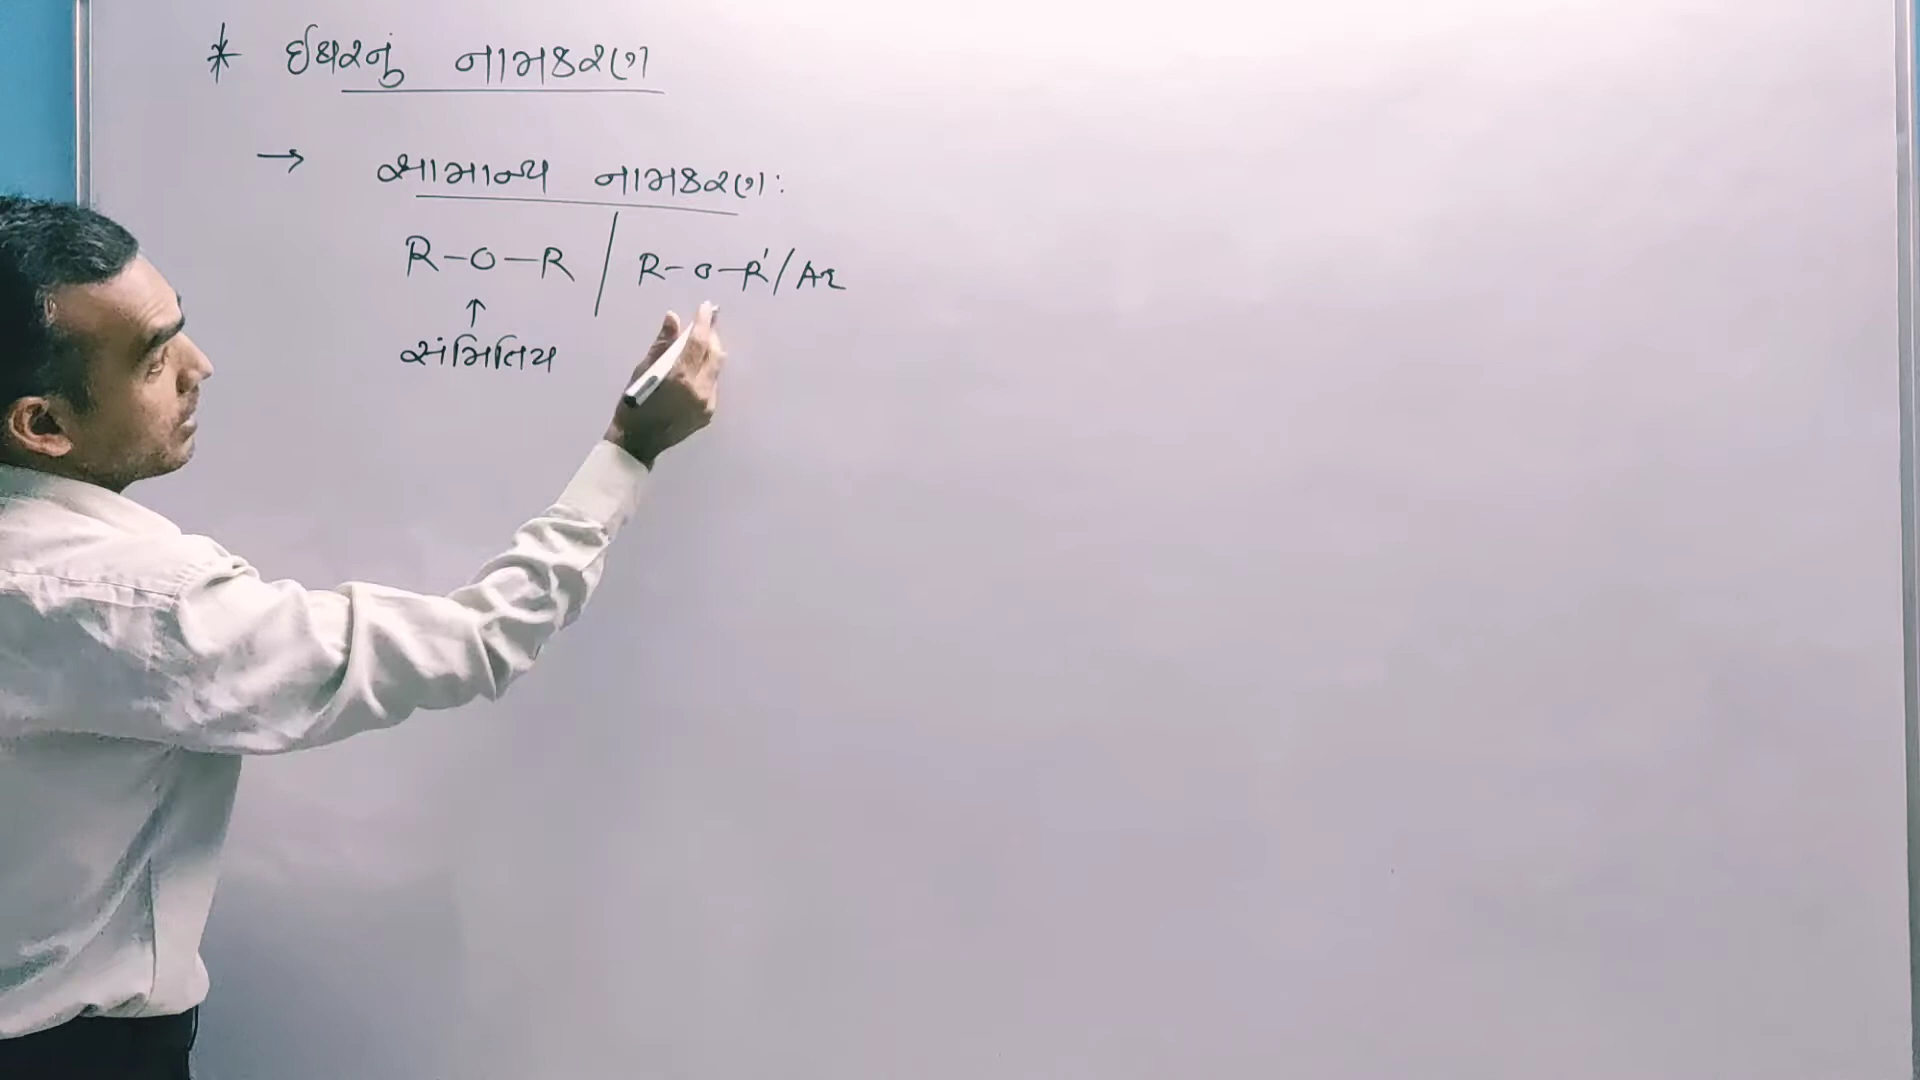 * ઈથરનું નામકરણ
→ સામાન્ય નામકરણ:
R-O-R / R-O-R'/Ar
↑
સંમિતિય